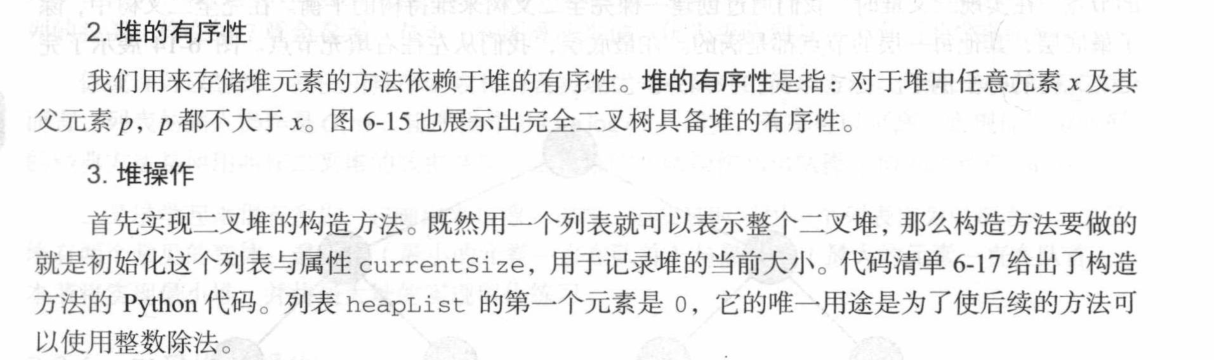 2. 堆的有序性
我们用来存储堆元素的方法依赖于堆的有序性。堆的有序性是指：对于堆中任意元素 x 及其
父元素 p，p 都不大于 x。图 6-15 也展示出完全二叉树具备堆的有序性。
3. 堆操作
首先实现二叉堆的构造方法。既然用一个列表就可以表示整个二叉堆，那么构造方法要做的
就是初始化这个列表与属性 currentSize，用于记录堆的当前大小。代码清单 6-17 给出了构造
方法的 Python 代码。列表 heapList 的第一个元素是 0，它的唯一用途是为了使后续的方法可
以使用整数除法。